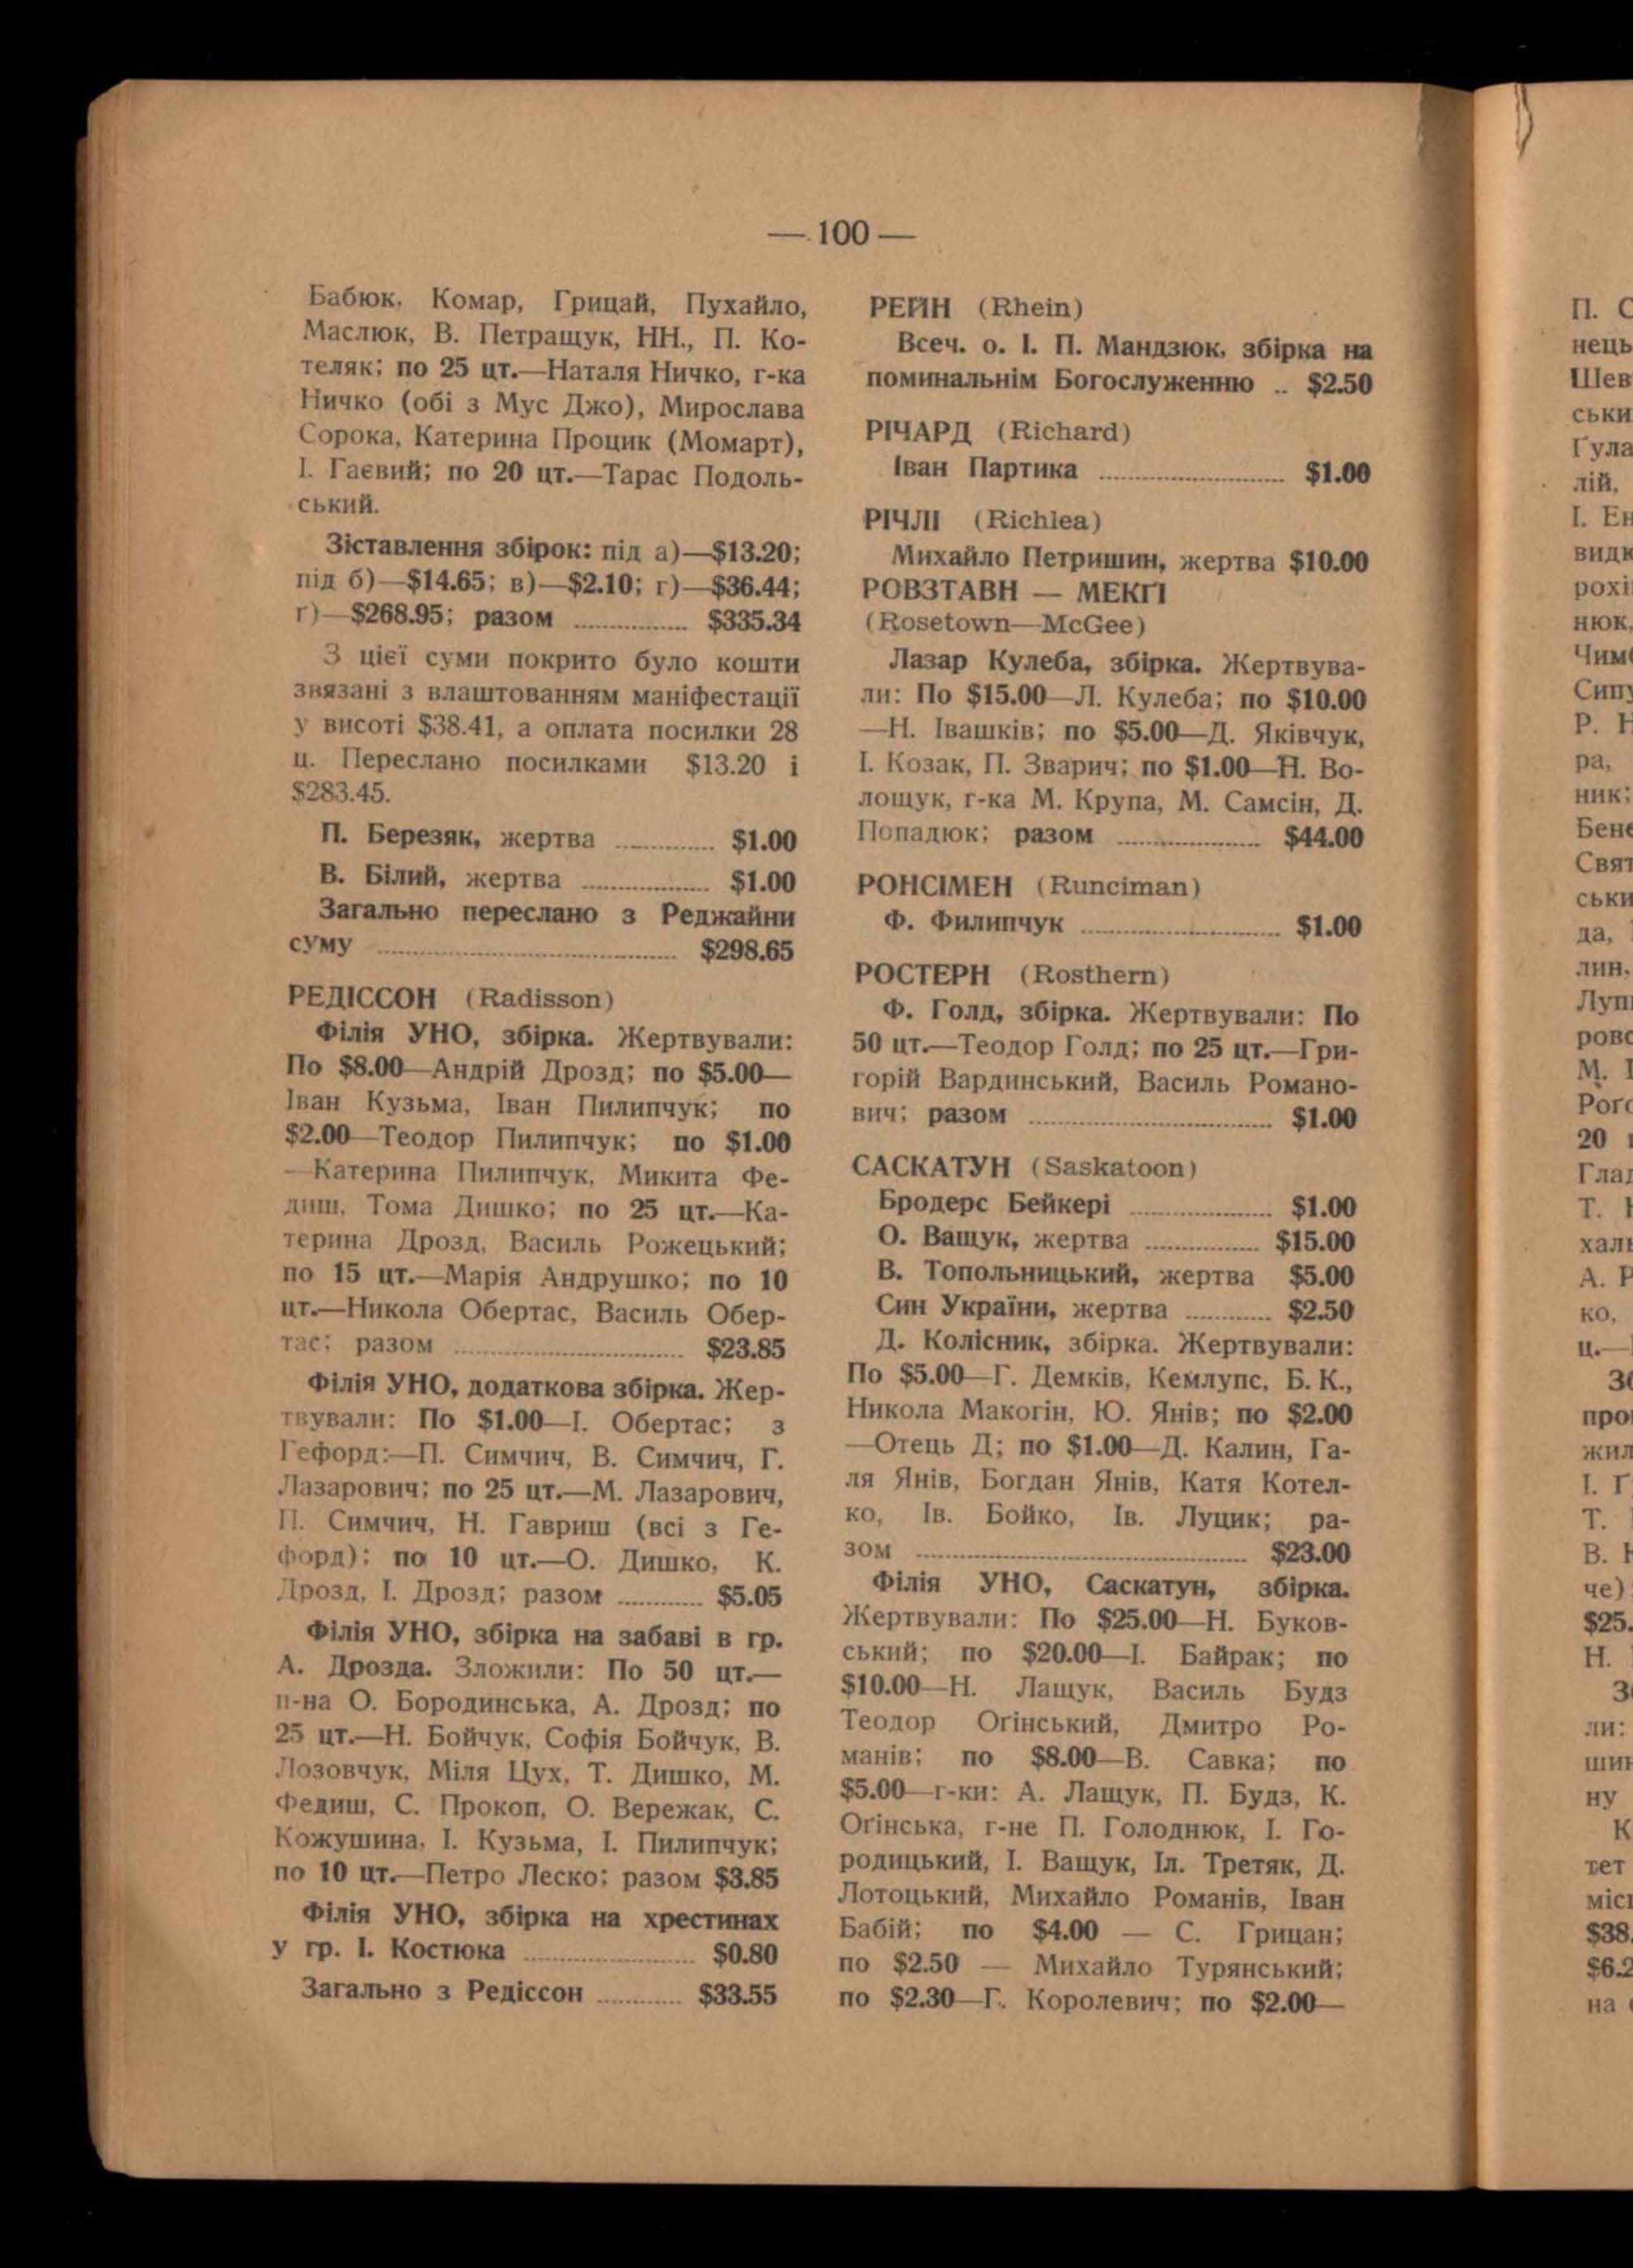 — 100 —
Бабюк, Комар, Грицай, Пухайло,
Маслюк, В. Петращук, НН., П. Ко-
теляк; по 25 цт.—Наталя Ничко, г-ка
Ничко (обі з Мус Джо), Мирослава
Сорока, Катерина Процик (Момарт),
І. Гаєвий; по 20 цт.—Тарас Подоль-
ський.
Зіставлення збірок: під а)—$13.20;
під б)—$14.65; в)—$2.10; г)—$36.44;
ґ)—$268.95; разом ................ $335.34
З цієї суми покрито було кошти
звязані з влаштованням маніфестації
у висоті $38.41, а оплата посилки 28
ц. Переслано посилками $13.20 і
$283.45.
П. Березяк, жертва .............. $1.00
В. Білий, жертва .................. $1.00
Загально переслано з Реджайни
суму .......................................... $298.65
РЕДІССОН (Radisson)
Філія УНО, збірка. Жертвували:
По $8.00—Андрій Дрозд; по $5.00—
Іван Кузьма, Іван Пилипчук; по
$2.00—Теодор Пилипчук; по $1.00
—Катерина Пилипчук, Микита Фе-
диш, Тома Дишко; по 25 цт.—Ка-
терина Дрозд, Василь Рожецький;
по 15 цт.—Марія Андрушко; по 10
цт.—Никола Обертас, Василь Обер-
тас; разом ................................ $23.85
Філія УНО, додаткова збірка. Жер-
твували: По $1.00—І. Обертас; з
Гефорд:—П. Симчич, В. Симчич, Г.
Лазарович; по 25 цт.—М. Лазарович,
П. Симчич, Н. Гавриш (всі з Ге-
форд); по 10 цт.—О. Дишко, К.
Дрозд, І. Дрозд; разом ............ $5.05
Філія УНО, збірка на забаві в гр.
А. Дрозда. Зложили: По 50 цт.—
п-на О. Бородинська, А. Дрозд; по
25 цт.—Н. Бойчук, Софія Бойчук, В.
Лозовчук, Міля Цух, Т. Дишко, М.
Федиш, С. Прокоп, О. Вережак, С.
Кожушина, І. Кузьма, І. Пилипчук;
по 10 цт.—Петро Леско; разом $3.85
Філія УНО, збірка на хрестинах
у гр. І. Костюка ........................ $0.80
Загально з Редіссон ............ $33.55
РЕЙН (Rhein)
Всеч. о. І. П. Мандзюк, збірка на
поминальнім Богослуженню .. $2.50
РІЧАРД (Richard)
Іван Партика .......................... $1.00
РІЧЛІ (Richlea)
Михайло Петришин, жертва $10.00
РОВЗТАВН — МЕКҐІ
(Rosetown—McGee)
Лазар Кулеба, збірка. Жертвува-
ли: По $15.00—Л. Кулеба; по $10.00
—Н. Івашків; по $5.00—Д. Яківчук,
І. Козак, П. Зварич; по $1.00—Н. Во-
лощук, г-ка М. Крупа, М. Самсін, Д.
Попадюк; разом .................... $44.00
РОНСІМЕН (Runciman)
Ф. Филипчук ............................ $1.00
РОСТЕРН (Rosthern)
Ф. Голд, збірка. Жертвували: По
50 цт.—Теодор Голд; по 25 цт.—Гри-
горій Вардинський, Василь Романо-
вич; разом .................................. $1.00
САСКАТУН (Saskatoon)
Бродерс Бейкері .................... $1.00
О. Ващук, жертва ................ $15.00
В. Топольницький, жертва $5.00
Син України, жертва ............ $2.50
Д. Колісник, збірка. Жертвували:
По $5.00—Г. Демків, Кемлупс, Б. К.,
Никола Макогін, Ю. Янів; по $2.00
—Отець Д; по $1.00—Д. Калин, Га-
ля Янів, Богдан Янів, Катя Котел-
ко, Ів. Бойко, Ів. Луцик; ра-
зом .............................................. $23.00
Філія УНО, Саскатун, збірка.
Жертвували: По $25.00—Н. Буков-
ський; по $20.00—І. Байрак; по
$10.00—Н. Лащук, Василь Будз
Теодор Оґінський, Дмитро Ро-
манів; по $8.00—В. Савка; по
$5.00—г-ки: А. Лащук, П. Будз, К.
Оґінська, г-не П. Голоднюк, І. Го-
родицький, І. Ващук, Іл. Третяк, Д.
Лотоцький, Михайло Романів, Іван
Бабій; по $4.00 — С. Грицан;
по $2.50 — Михайло Турянський;
по $2.30—Г. Королевич; по $2.00—